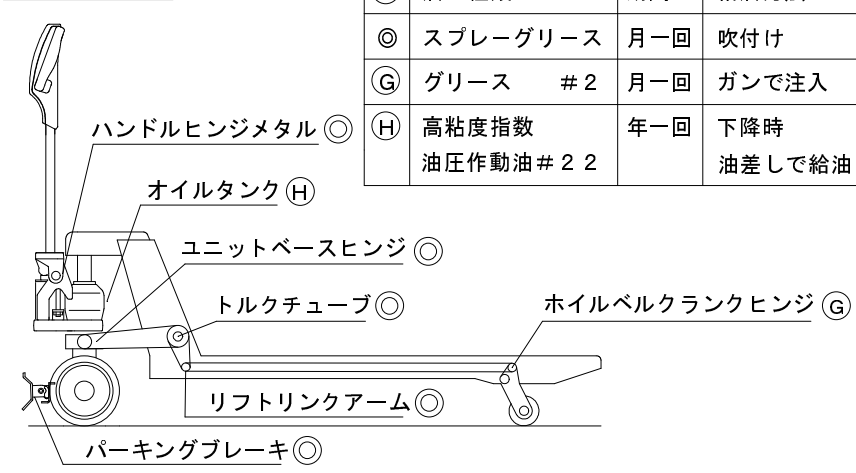 ◎ スプレーグリース 月一回 吹付け
Ⓖ グリース #2 月一回 ガンで注入
Ⓗ 高粘度指数 年一回 下降時
油圧作動油#22 油差しで給油
ハンドルヒンジメタル◎
オイルタンクⒽ
ユニットベースヒンジ◎
トルクチューブ◎
ホイルベルクランクヒンジⒼ
リフトリンクアーム◎
パーキングブレーキ◎